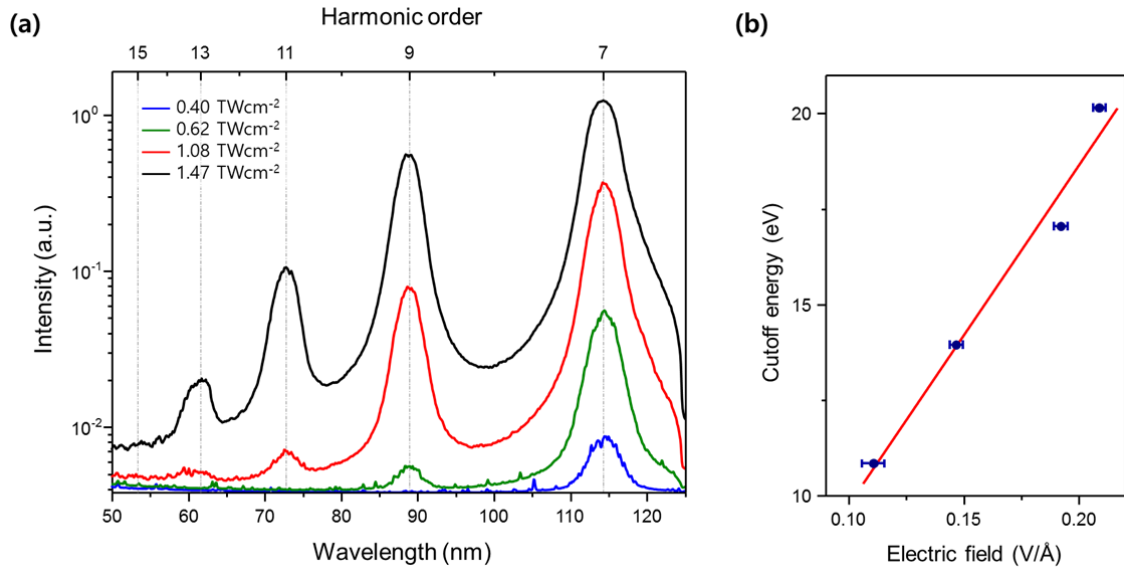 (a)
Harmonic order
15 13 11 9 7
10⁰
10⁻¹
10⁻²
Intensity (a.u.)
0.40 TWcm⁻²
0.62 TWcm⁻²
1.08 TWcm⁻²
1.47 TWcm⁻²
50 60 70 80 90 100 110 120
Wavelength (nm)
(b)
20
15
10
Cutoff energy (eV)
0.10 0.15 0.20
Electric field (V/Å)